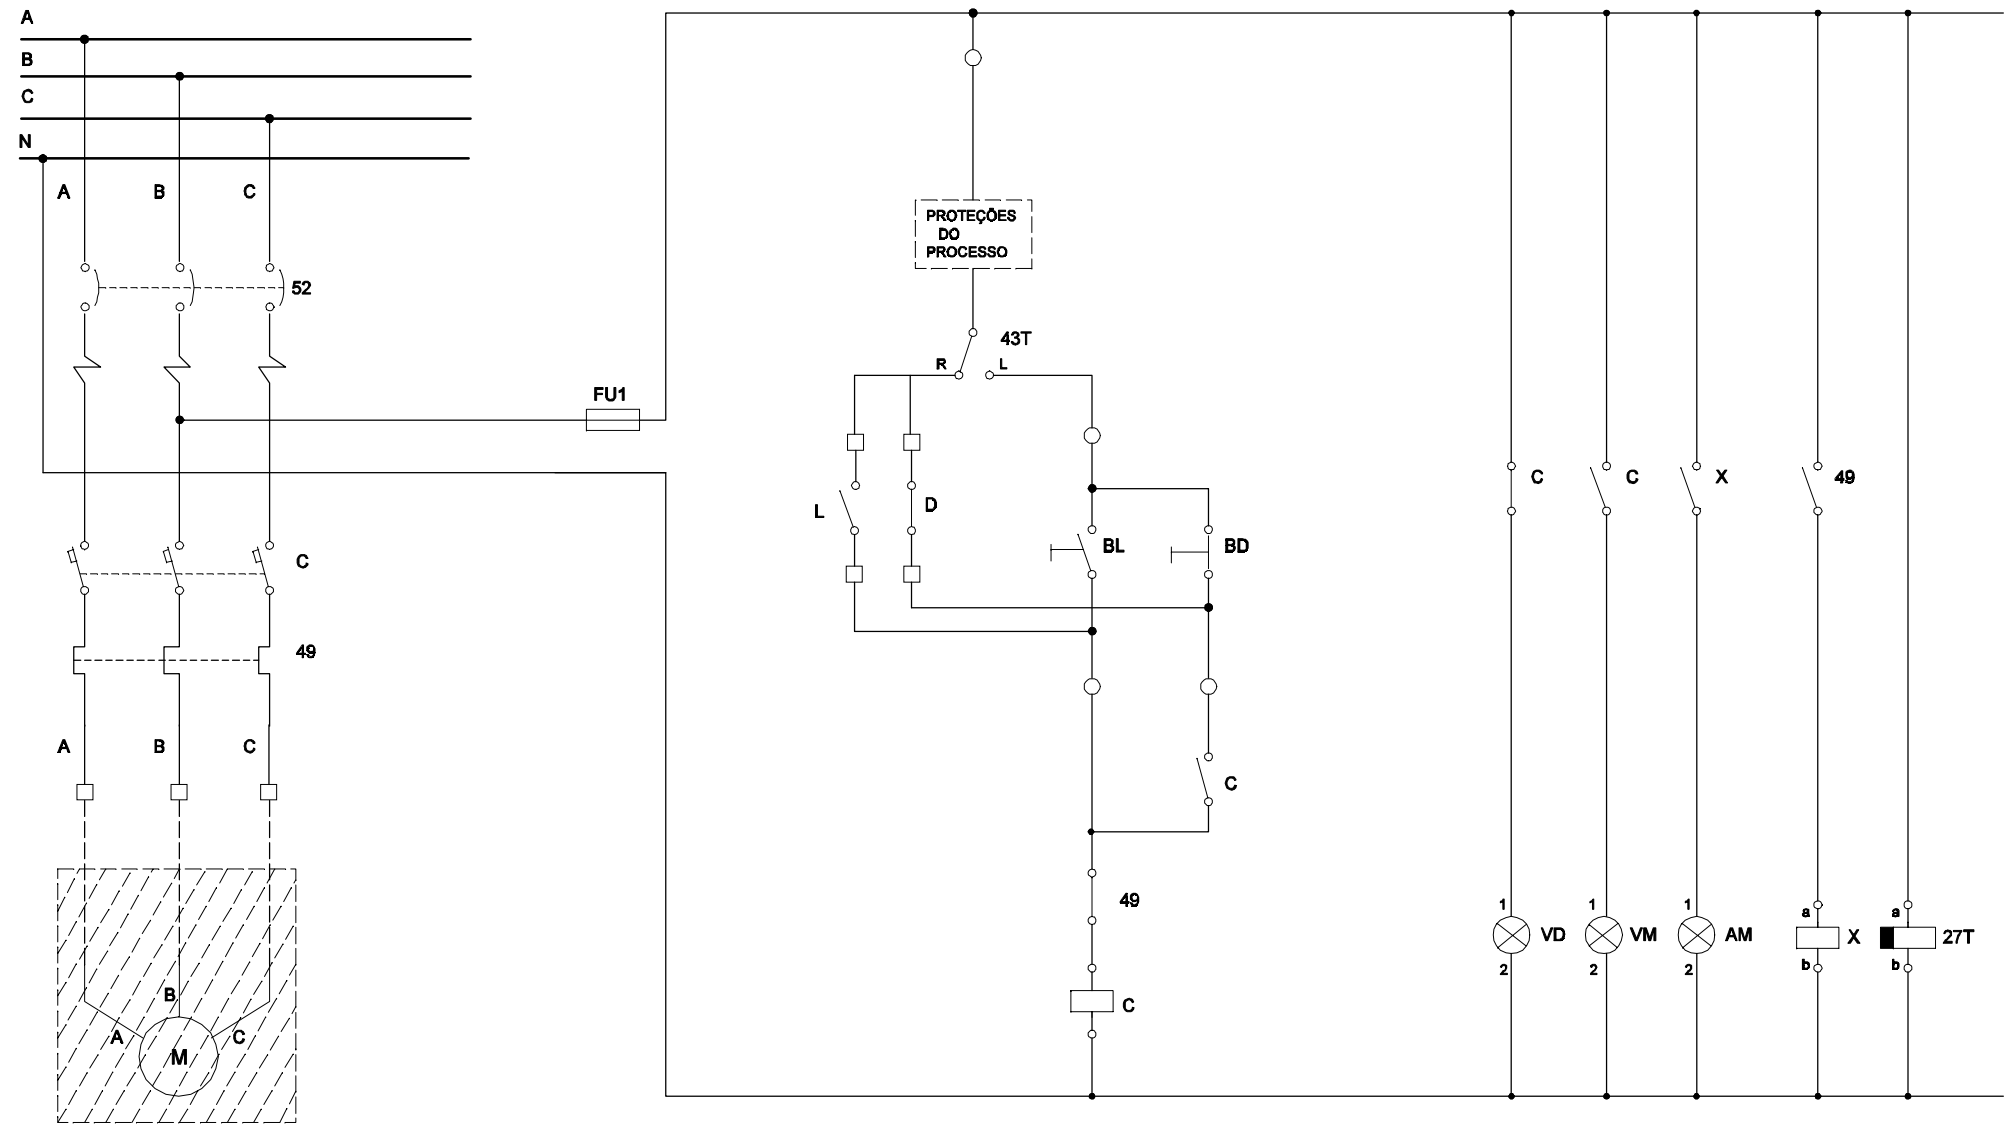 A
B
C
N
A B C
52
FU1
C
49
A B C
B
A C
M
PROTEÇÕES
DO
PROCESSO
43T
R L
L D BL BD
C
49
C
C C X 49
1 1 1 a a
VD VM AM X 27T
2 2 2 b b